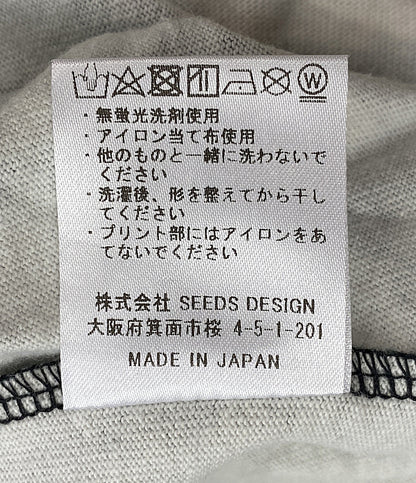 W
・無蛍光洗剤使用
・アイロン当て布使用
・他のものと一緒に洗わないで
ください
・洗濯後、形を整えてから干し
てください
・プリント部にはアイロンをあ
てないでください
株式会社 SEEDS DESIGN
大阪府箕面市桜 4-5-1-201
MADE IN JAPAN